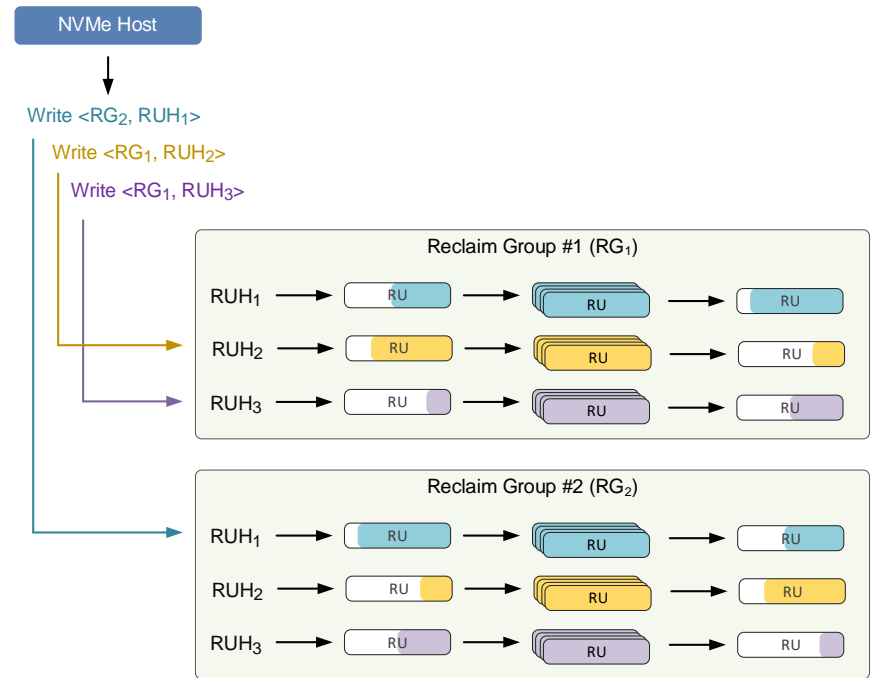 NVMe Host
Write <RG2, RUH1>
Write <RG1, RUH2>
Write <RG1, RUH3>
Reclaim Group #1 (RG1)
RUH1 RU RU RU
RUH2 RU RU RU
RUH3 RU RU RU
Reclaim Group #2 (RG2)
RUH1 RU RU RU
RUH2 RU RU RU
RUH3 RU RU RU